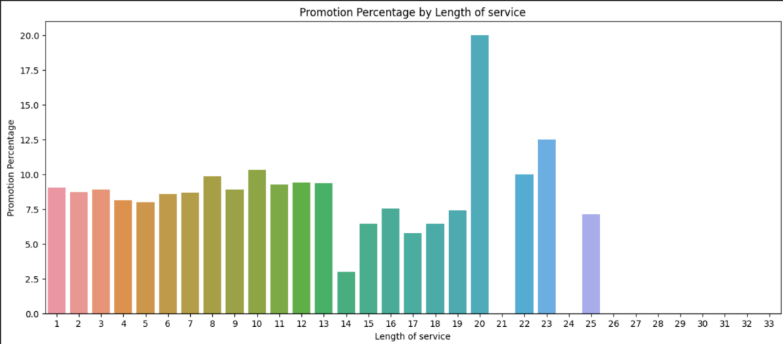 Promotion Percentage by Length of service
Promotion Percentage
20.0
17.5
15.0
12.5
10.0
7.5
5.0
2.5
0.0
1 2 3 4 5 6 7 8 9 10 11 12 13 14 15 16 17 18 19 20 21 22 23 24 25 26 27 28 29 30 31 32 33
Length of service